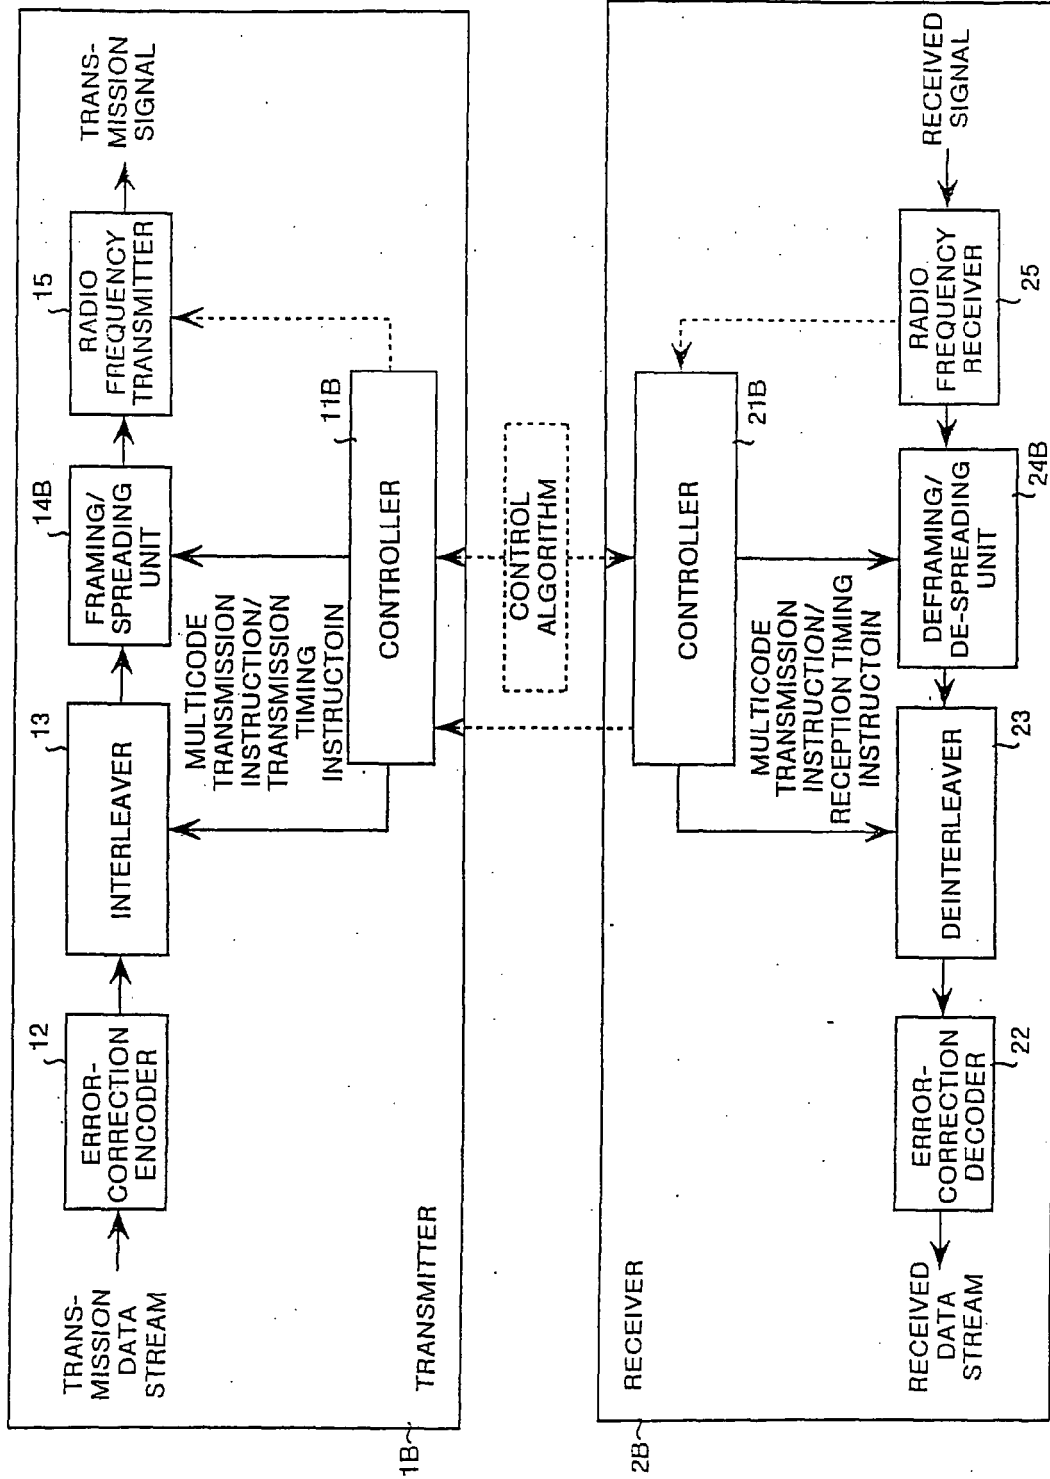 TRANS-
MISSION
DATA
STREAM
12
ERROR-
CORRECTION
ENCODER
13
INTERLEAVER
14B
FRAMING/
SPREADING
UNIT
15
RADIO
FREQUENCY
TRANSMITTER
TRANS-
MISSION
SIGNAL
MULTICODE
TRANSMISSION
INSTRUCTION/
TRANSMISSION
TIMING
INSTRUCTOIN
11B
CONTROLLER
TRANSMITTER
1B
CONTROL
ALGORITHM
2B
RECEIVER
CONTROLLER
21B
MULTICODE
TRANSMISSION
INSTRUCTION/
RECEPTION TIMING
INSTRUCTOIN
RECEIVED
DATA
STREAM
ERROR-
CORRECTION
DECODER
22
DEINTERLEAVER
23
DEFRAMING/
DE-SPREADING
UNIT
24B
RADIO
FREQUENCY
RECEIVER
25
RECEIVED
SIGNAL